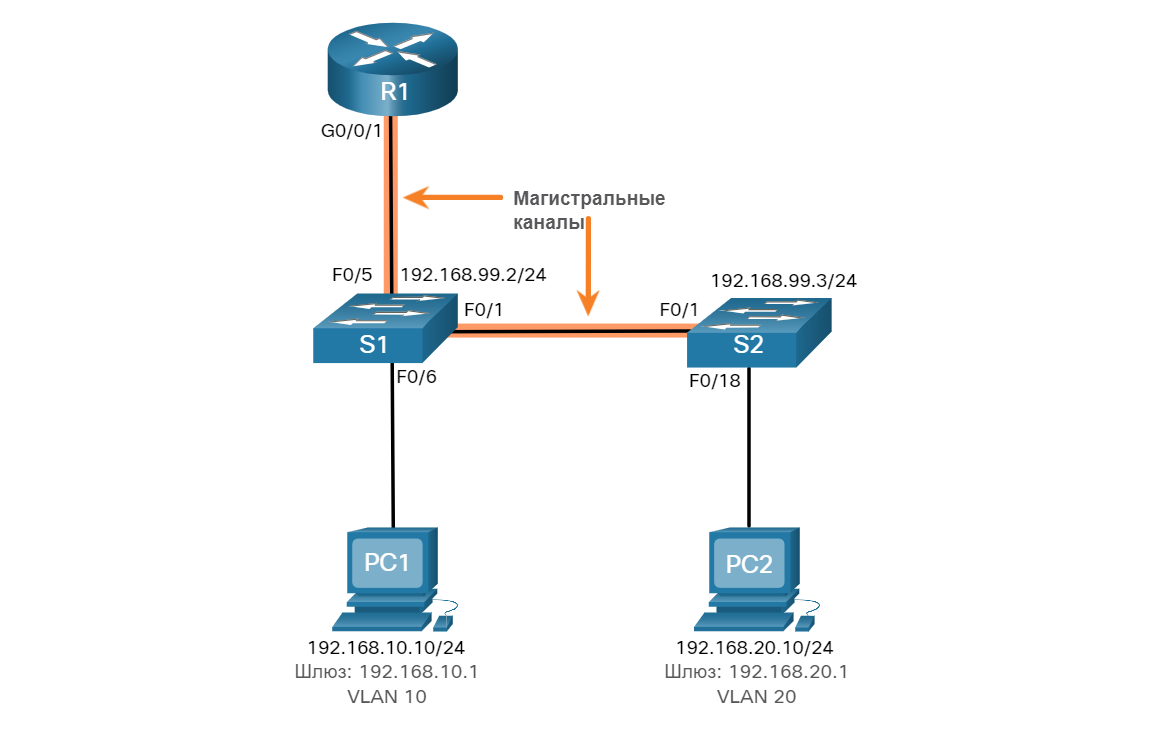 R1
G0/0/1
Магистральные
каналы
F0/5
192.168.99.2/24
192.168.99.3/24
F0/1
F0/1
S1
S2
F0/6
F0/18
PC1
PC2
192.168.10.10/24
Шлюз: 192.168.10.1
VLAN 10
192.168.20.10/24
Шлюз: 192.168.20.1
VLAN 20